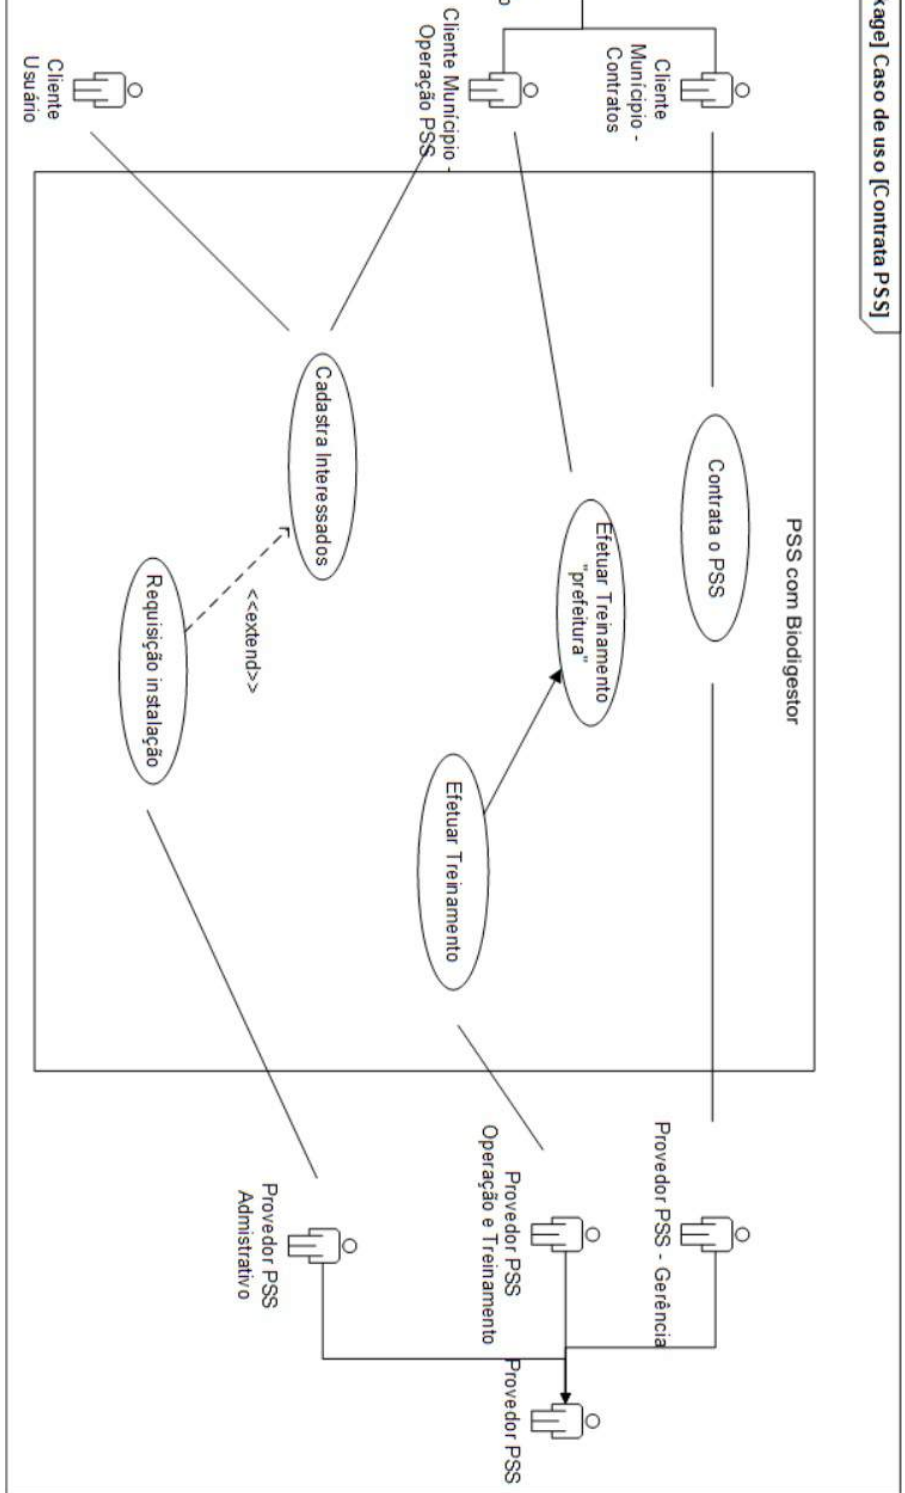 kage] Caso de uso [Contrata PSS]
PSS com Biodigestor
Cliente
Município -
Contratos
Contrata o PSS
Provedor PSS - Gerência
Cliente Município -
Operação PSS
Efetuar Treinamento
"prefeitura"
Efetuar Treinamento
Provedor PSS
Operação e Treinamento
Provedor PSS
Cadastra Interessados
<<extend>>
Requisição instalação
Provedor PSS
Admistrativo
Cliente
Usuário